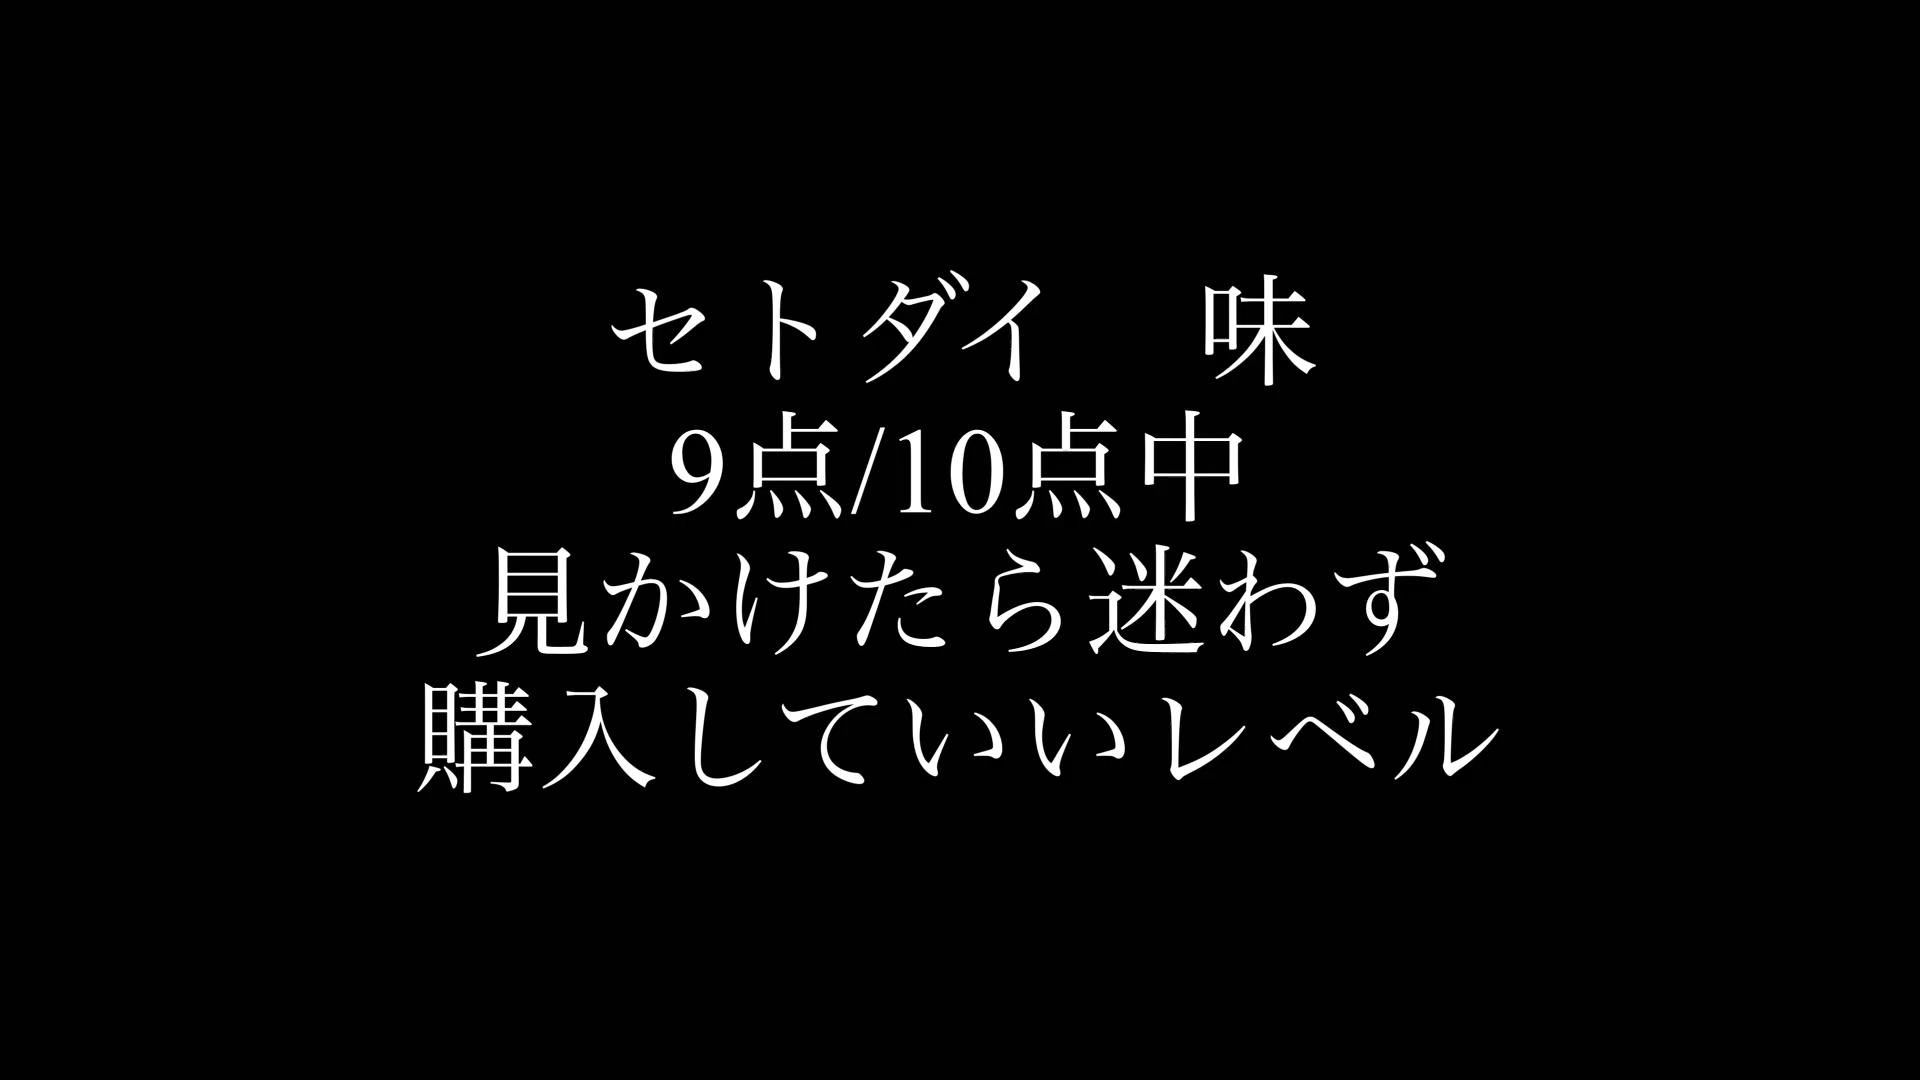 セトダイ　味
9点/10点中
見かけたら迷わず
購入していいレベル